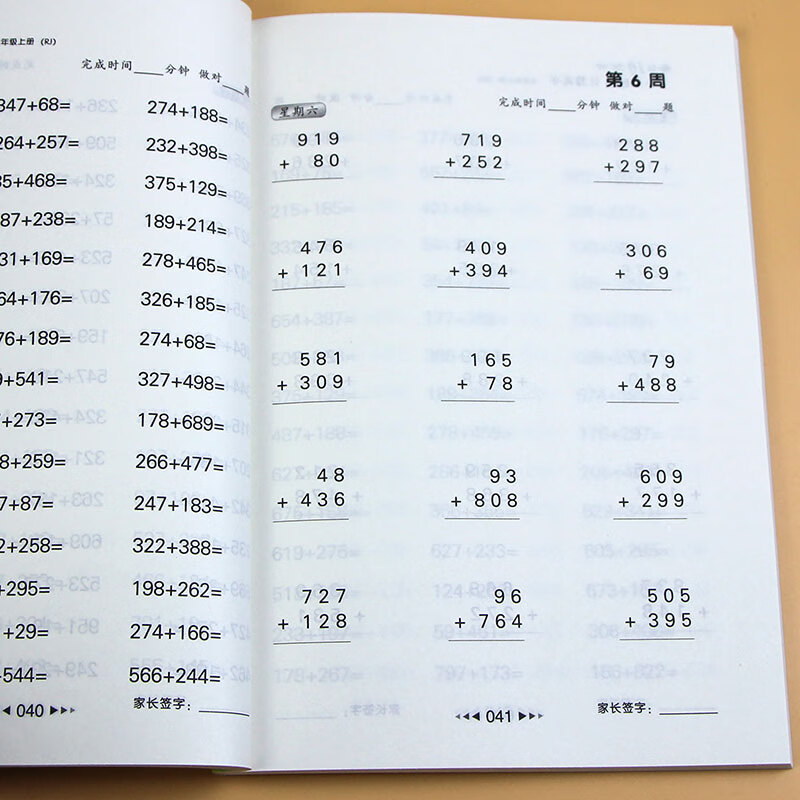 年级上册 (RJ)
完成时间____分钟 做对____题
347+68= 274+188=
264+257= 232+398=
35+468= 375+129=
87+238= 189+214=
31+169= 278+465=
64+176= 326+185=
76+189= 274+68=
9+541= 327+498=
+273= 178+689=
8+259= 266+477=
7+87= 247+183=
2+258= 322+388=
+295= 198+262=
+29= 274+166=
+544= 566+244=
家长签字：______
040
第6周
完成时间____分钟 做对____题
星期六
919 719 288
+ 80 +252 +297
476 409 306
+121 +394 + 69
581 165 79
+309 + 78 +488
48 93 609
+436 +808 +299
727 96 505
+128 +764 +395
家长签字：______
041